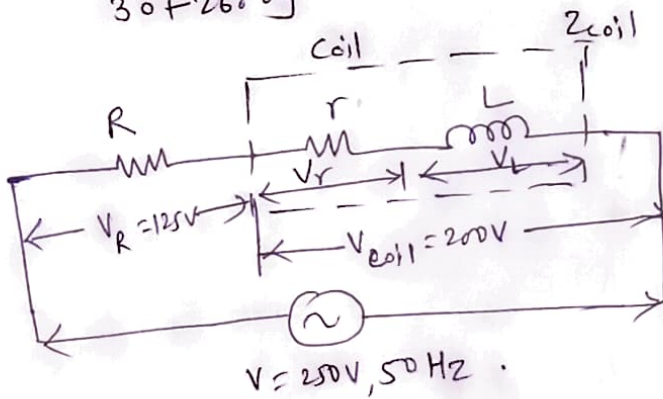 Coil
Zcoil
R
r
L
Vr
VL
VR = 125V
Vcoil = 200V
V = 250V, 50 Hz .